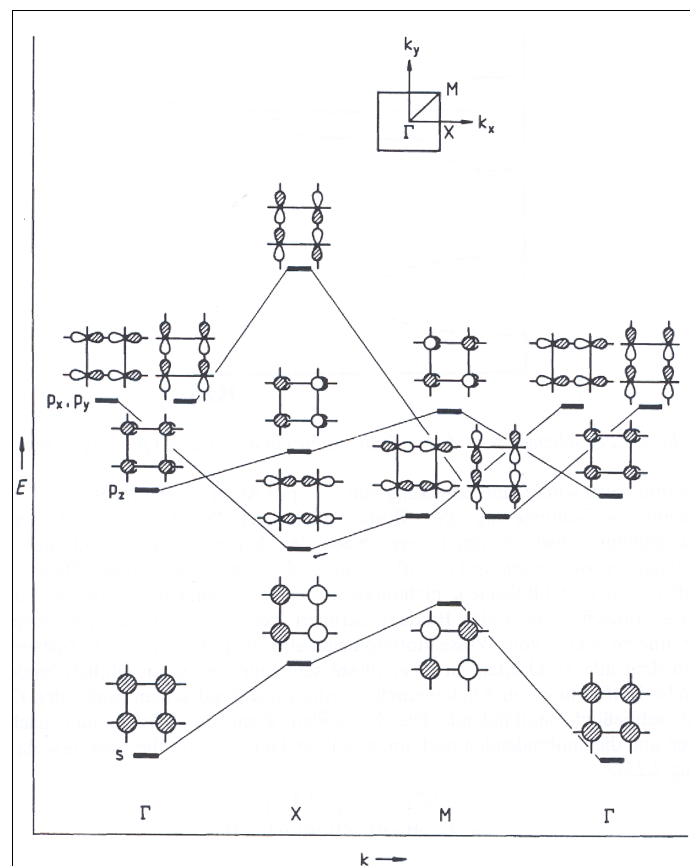 k_y
M
Γ X k_x
p_x, p_y
E
p_z
s
Γ X M Γ
k